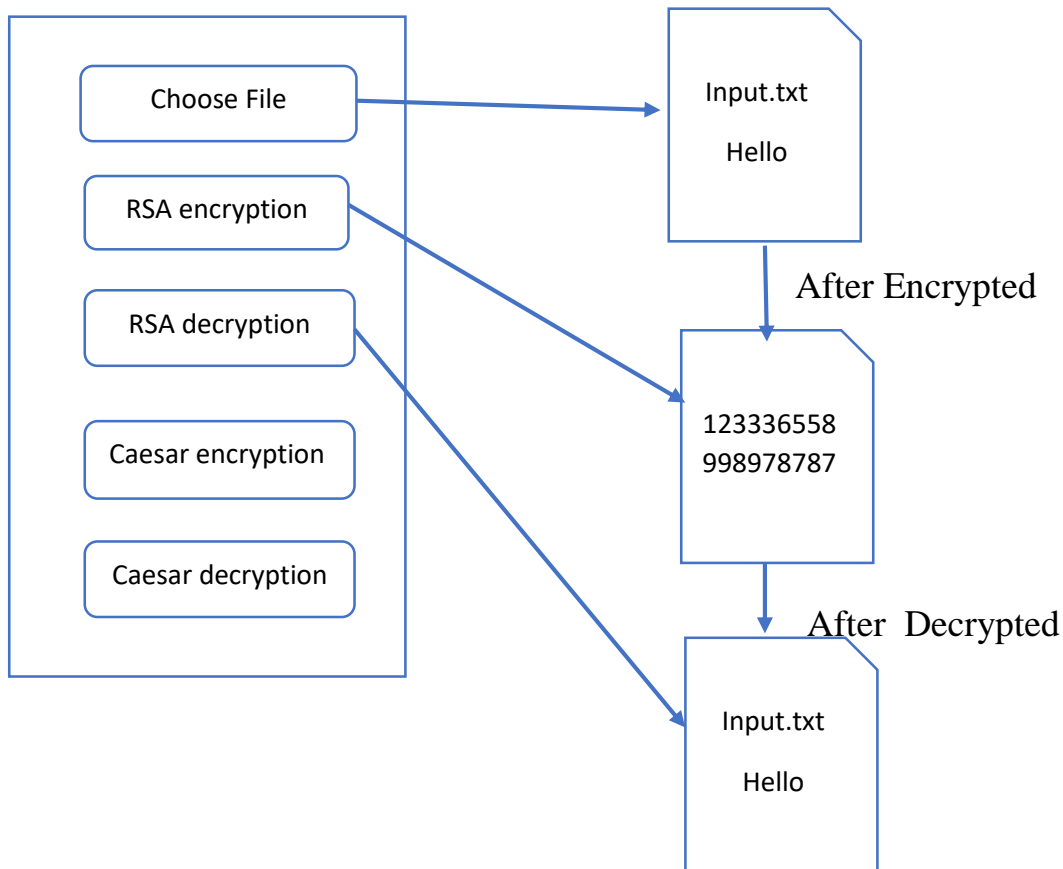 Choose File
RSA encryption
RSA decryption
Caesar encryption
Caesar decryption
Input.txt
Hello
After Encrypted
123336558
998978787
After Decrypted
Input.txt
Hello